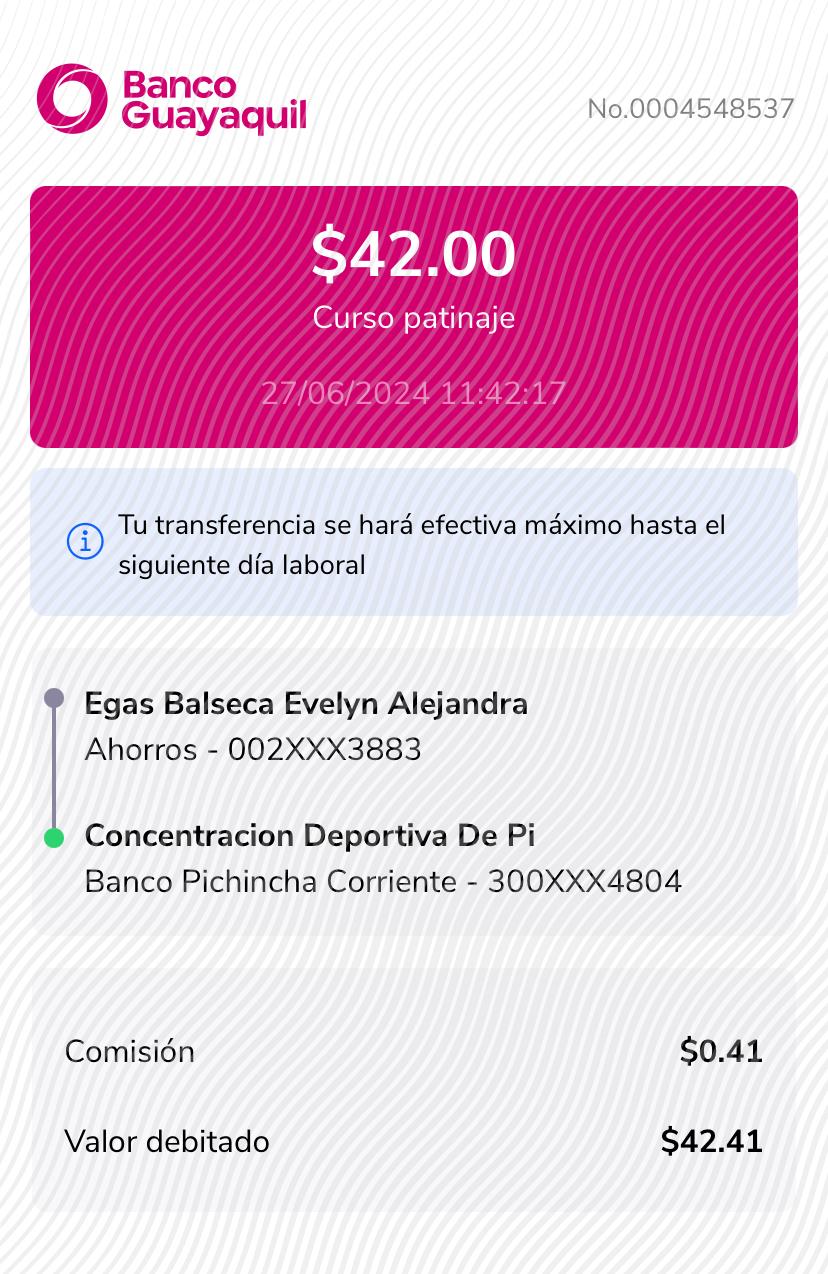 Banco
Guayaquil
No.0004548537
$42.00
Curso patinaje
27/06/2024 11:42:17
Tu transferencia se hará efectiva máximo hasta el
siguiente día laboral
Egas Balseca Evelyn Alejandra
Ahorros - 002XXX3883
Concentracion Deportiva De Pi
Banco Pichincha Corriente - 300XXX4804
Comisión $0.41
Valor debitado $42.41